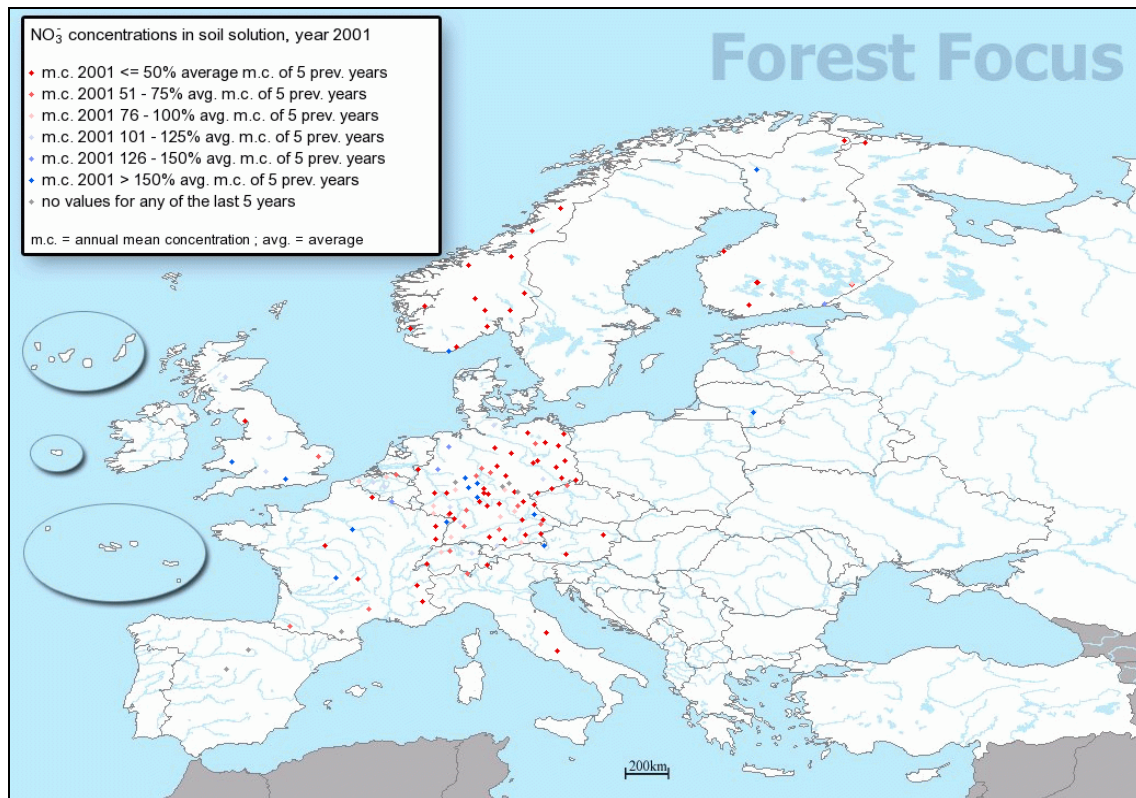 NO3- concentrations in soil solution, year 2001
Forest Focus
m.c. 2001 <= 50% average m.c. of 5 prev. years
m.c. 2001 51 - 75% avg. m.c. of 5 prev. years
m.c. 2001 76 - 100% avg. m.c. of 5 prev. years
m.c. 2001 101 - 125% avg. m.c. of 5 prev. years
m.c. 2001 126 - 150% avg. m.c. of 5 prev. years
m.c. 2001 > 150% avg. m.c. of 5 prev. years
no values for any of the last 5 years
m.c. = annual mean concentration ; avg. = average
200km